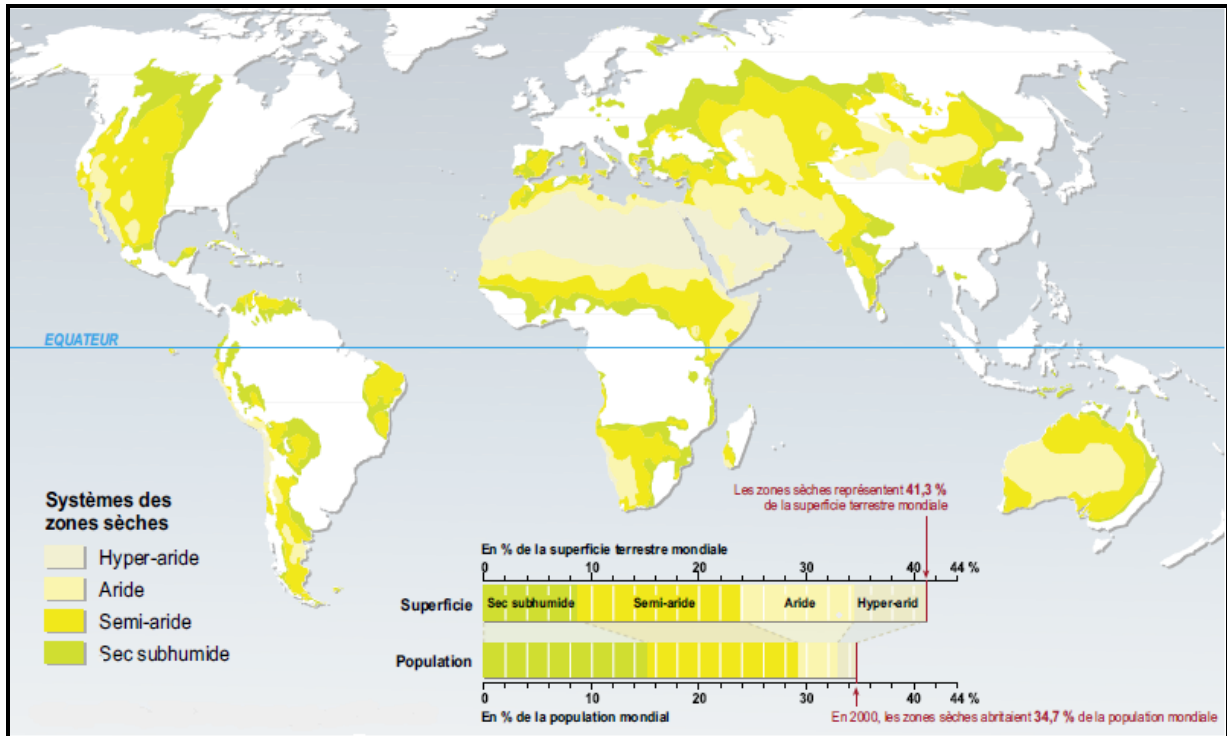 EQUATEUR
Systèmes des
zones sèches
Hyper-aride
Aride
Semi-aride
Sec subhumide
Les zones sèches représentent 41,3 %
de la superficie terrestre mondiale
En % de la superficie terrestre mondiale
0 10 20 30 40 44 %
Superficie Sec subhumide Semi-aride Aride Hyper-arid
Population
0 10 20 30 40 44 %
En % de la population mondial
En 2000, les zones sèches abritaient 34,7 % de la population mondiale